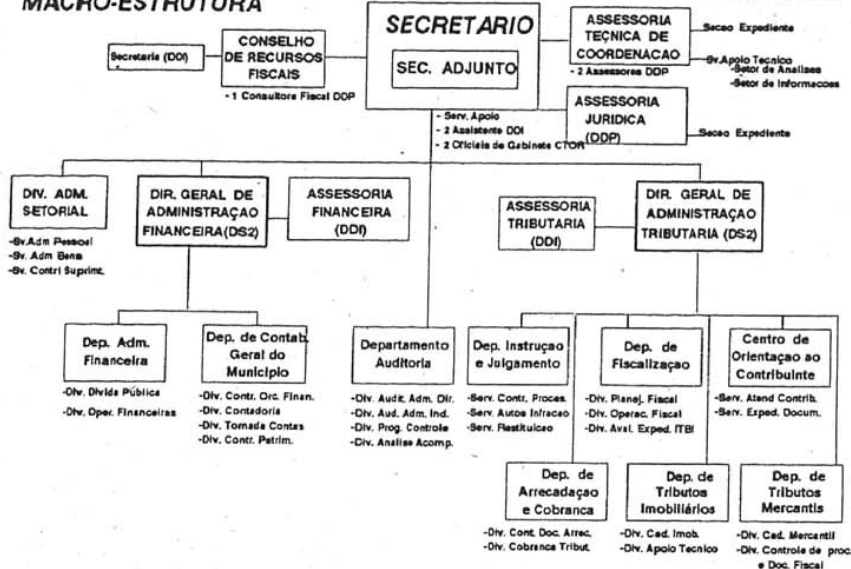 MACRO-ESTRUTURA
SECRETARIO
SEC. ADJUNTO
Secretaria (DDI)
CONSELHO
DE RECURSOS
FISCAIS
- 1 Consultora Fiscal DDP
ASSESSORIA
TEÇNICA DE
COORDENACAO
- 2 Assessores DDP
Secao Expediente
-Sv.Apoio Tecnico
-Setor de Analises
-Setor de Informacoes
ASSESSORIA
JURIDICA
(DDP)
Secao Expediente
- Serv. Apoio
- 2 Assistente DDI
- 2 Oficiais de Gabinete CTOR
DIV. ADM.
SETORIAL
-Sv.Adm Pessoal
-Sv. Adm Bens
-Sv. Contrl Suprimt.
DIR. GERAL DE
ADMINISTRAÇAO
FINANCEIRA(DS2)
ASSESSORIA
FINANCEIRA
(DDI)
ASSESSORIA
TRIBUTARIA
(DDI)
DIR. GERAL DE
ADMINISTRAÇAO
TRIBUTARIA (DS2)
Dep. Adm.
Financeira
-Div. Divida Pública
-Div. Oper. Financeiras
Dep. de Contab.
Geral do
Municipio
-Div. Contr. Orc. Finan.
-Div. Contadoria
-Div. Tomada Contas
-Div. Contr. Patrim.
Departamento
Auditoria
-Div. Audit. Adm. Dir.
-Div. Aud. Adm. Ind.
-Div. Prog. Controle
-Div. Analise Acomp.
Dep. Instruçao
e Julgamento
-Serv. Contr. Proces.
-Serv. Autos Infracao
-Serv. Restituicao
Dep. de
Fiscalizaçao
-Div. Planej. Fiscal
-Div. Operac. Fiscal
-Div. Aval. Exped. ITBI
Centro de
Orientaçao ao
Contribuinte
-Serv. Atend Contrib.
-Serv. Exped. Docum.
Dep. de
Arrecadaçao
e Cobranca
-Div. Cont. Doc. Arrec.
-Div. Cobranca Tribut.
Dep. de
Tributos
Imobiliários
-Div. Cad. Imob.
-Div. Apoio Tecnico
Dep. de
Tributos
Mercantis
-Div. Cad. Mercantil
-Div. Controle de proc.
e Doc. Fiscal